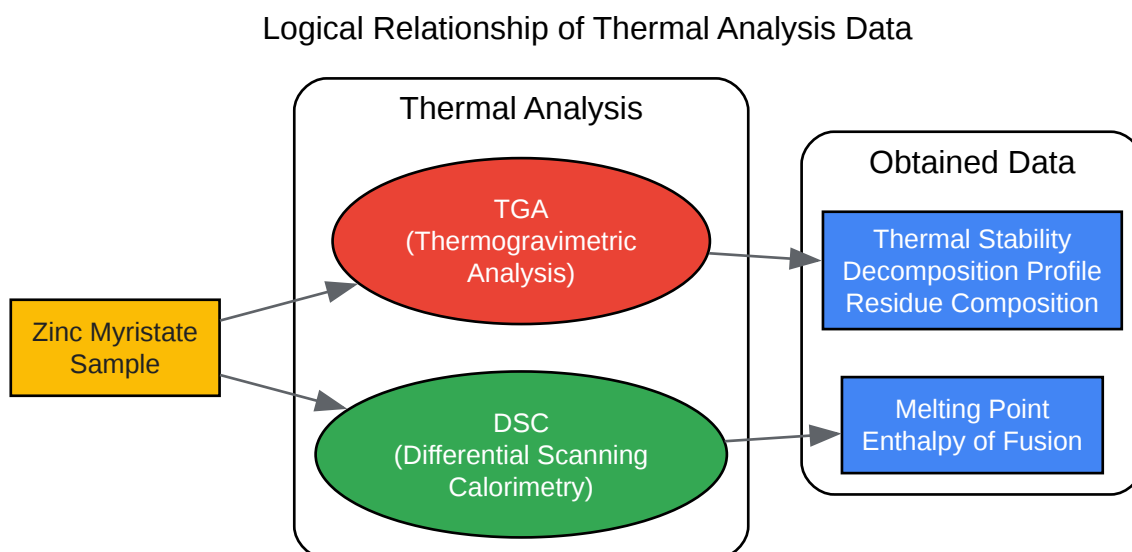 Logical Relationship of Thermal Analysis Data
Thermal Analysis
Obtained Data
TGA
(Thermogravimetric
Analysis)
Thermal Stability
Decomposition Profile
Residue Composition
Zinc Myristate
Sample
DSC
(Differential Scanning
Calorimetry)
Melting Point
Enthalpy of Fusion